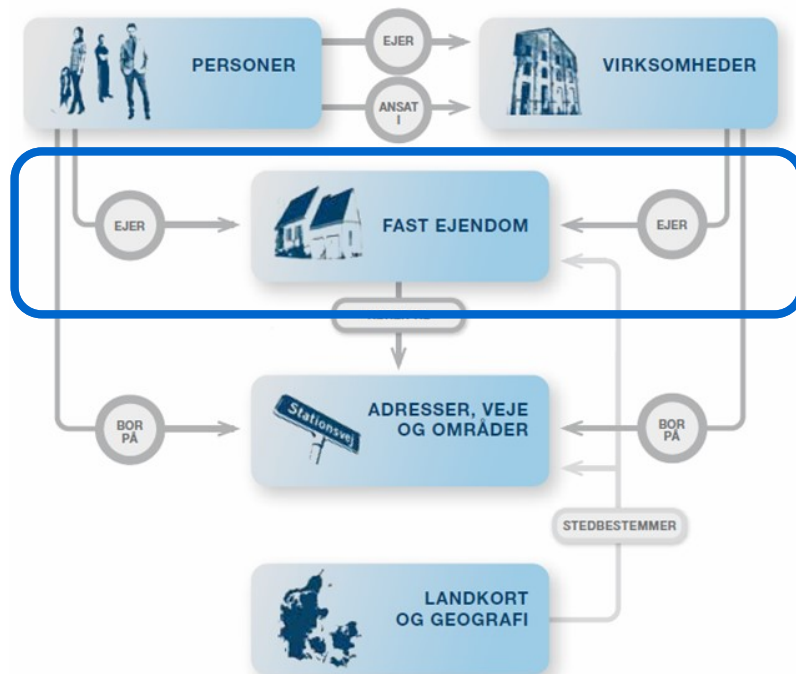 EJER
PERSONER
VIRKSOMHEDER
ANSAT
I
EJER
FAST EJENDOM
EJER
Stationsvej
ADRESSER, VEJE
OG OMRÅDER
BOR
PÅ
BOR
PÅ
STEDBESTEMMER
LANDKORT
OG GEOGRAFI